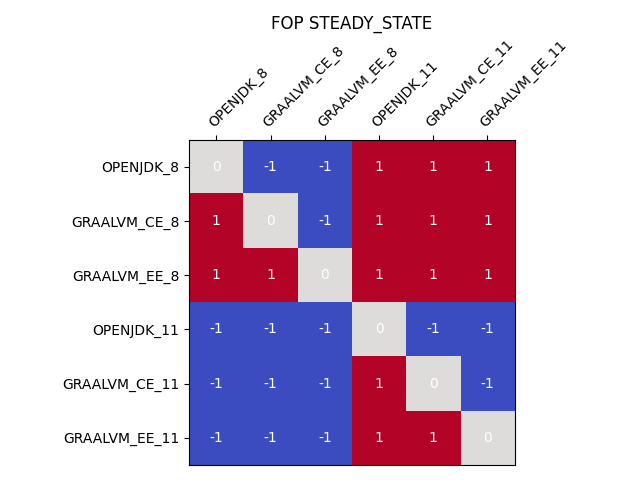 FOP STEADY_STATE
OPENJDK_8 GRAALVM_CE_8 GRAALVM_EE_8 OPENJDK_11 GRAALVM_CE_11 GRAALVM_EE_11
OPENJDK_8 0 -1 -1 1 1 1
GRAALVM_CE_8 1 0 -1 1 1 1
GRAALVM_EE_8 1 1 0 1 1 1
OPENJDK_11 -1 -1 -1 0 -1 -1
GRAALVM_CE_11 -1 -1 -1 1 0 -1
GRAALVM_EE_11 -1 -1 -1 1 1 0